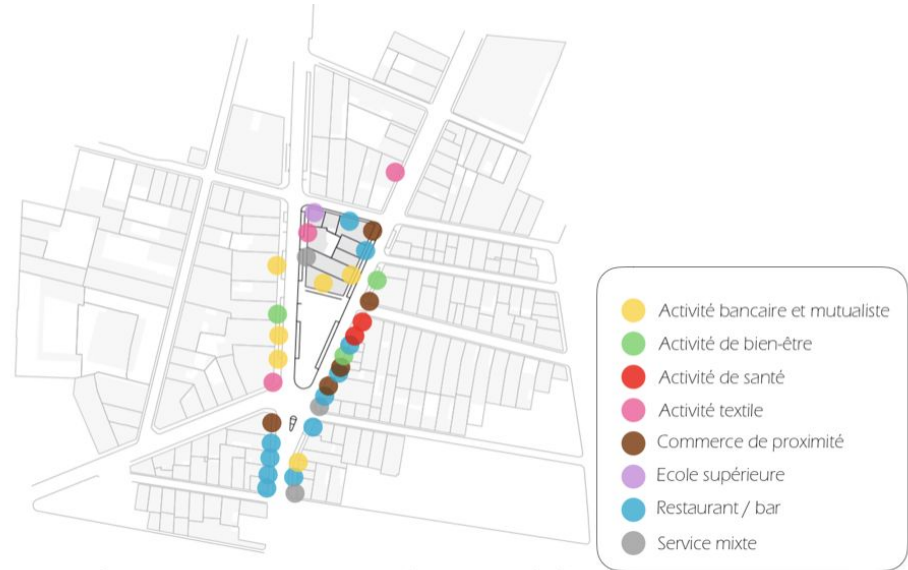 Activité bancaire et mutualiste
Activité de bien-être
Activité de santé
Activité textile
Commerce de proximité
Ecole supérieure
Restaurant / bar
Service mixte